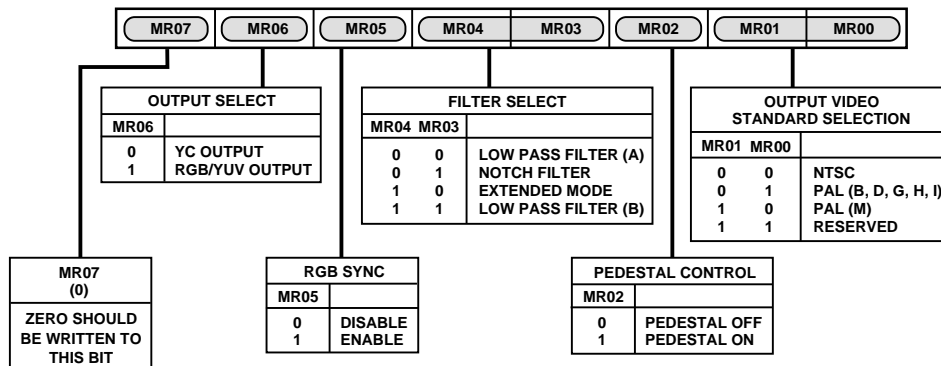 MR07 MR06 MR05 MR04 MR03 MR02 MR01 MR00
OUTPUT SELECT
MR06
0 YC OUTPUT
1 RGB/YUV OUTPUT
FILTER SELECT
MR04 MR03
0 0 LOW PASS FILTER (A)
0 1 NOTCH FILTER
1 0 EXTENDED MODE
1 1 LOW PASS FILTER (B)
OUTPUT VIDEO
STANDARD SELECTION
MR01 MR00
0 0 NTSC
0 1 PAL (B, D, G, H, I)
1 0 PAL (M)
1 1 RESERVED
MR07
(0)
ZERO SHOULD
BE WRITTEN TO
THIS BIT
RGB SYNC
MR05
0 DISABLE
1 ENABLE
PEDESTAL CONTROL
MR02
0 PEDESTAL OFF
1 PEDESTAL ON